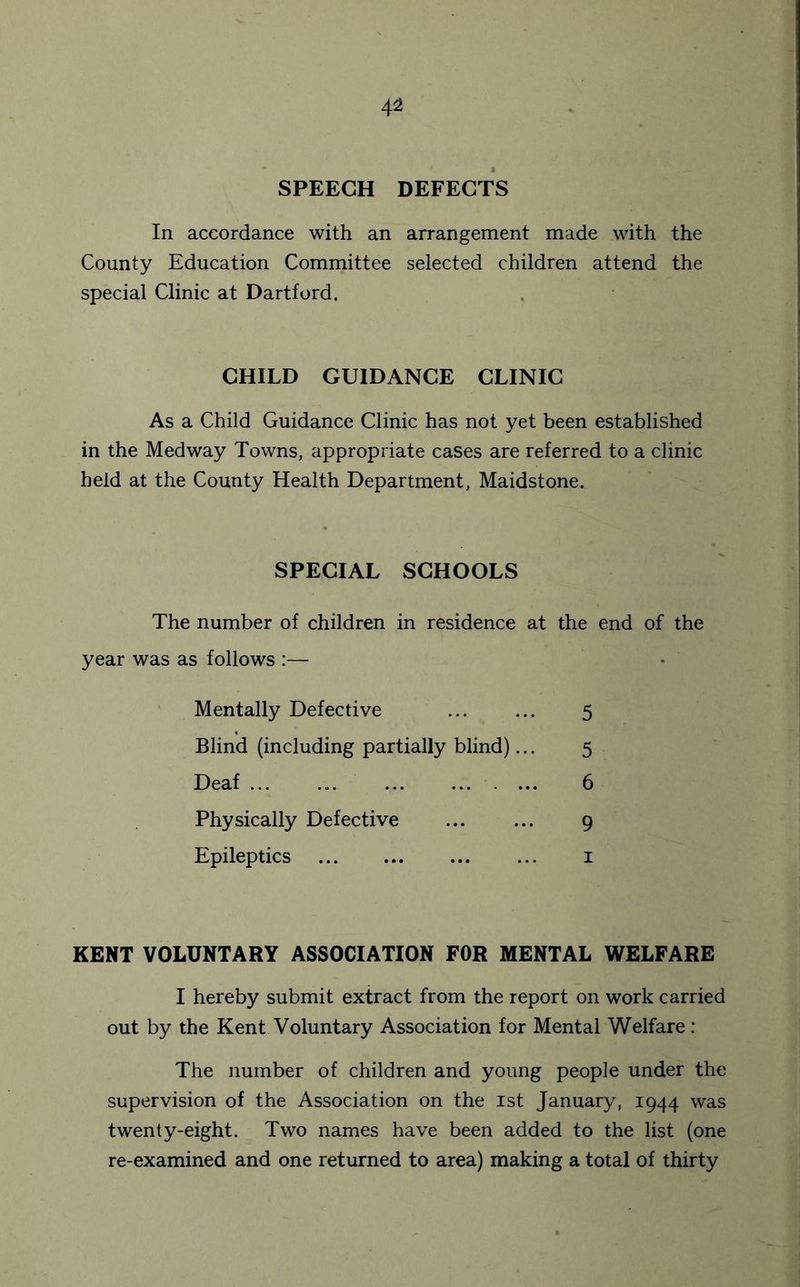 42
SPEECH DEFECTS
In accordance with an arrangement made with the
County Education Committee selected children attend the
special Clinic at Dartford.
CHILD GUIDANCE CLINIC
As a Child Guidance Clinic has not yet been established
in the Medway Towns, appropriate cases are referred to a clinic
held at the County Health Department, Maidstone.
SPECIAL SCHOOLS
The number of children in residence at the end of the
year was as follows :—
Mentally Defective ... ... 5
Blind (including partially blind) ... 5
Deaf ... ... ... ... ... 6
Physically Defective ... ... 9
Epileptics ... ... ... ... 1
KENT VOLUNTARY ASSOCIATION FOR MENTAL WELFARE
I hereby submit extract from the report on work carried
out by the Kent Voluntary Association for Mental Welfare :
The number of children and young people under the
supervision of the Association on the 1st January, 1944 was
twenty-eight. Two names have been added to the list (one
re-examined and one returned to area) making a total of thirty